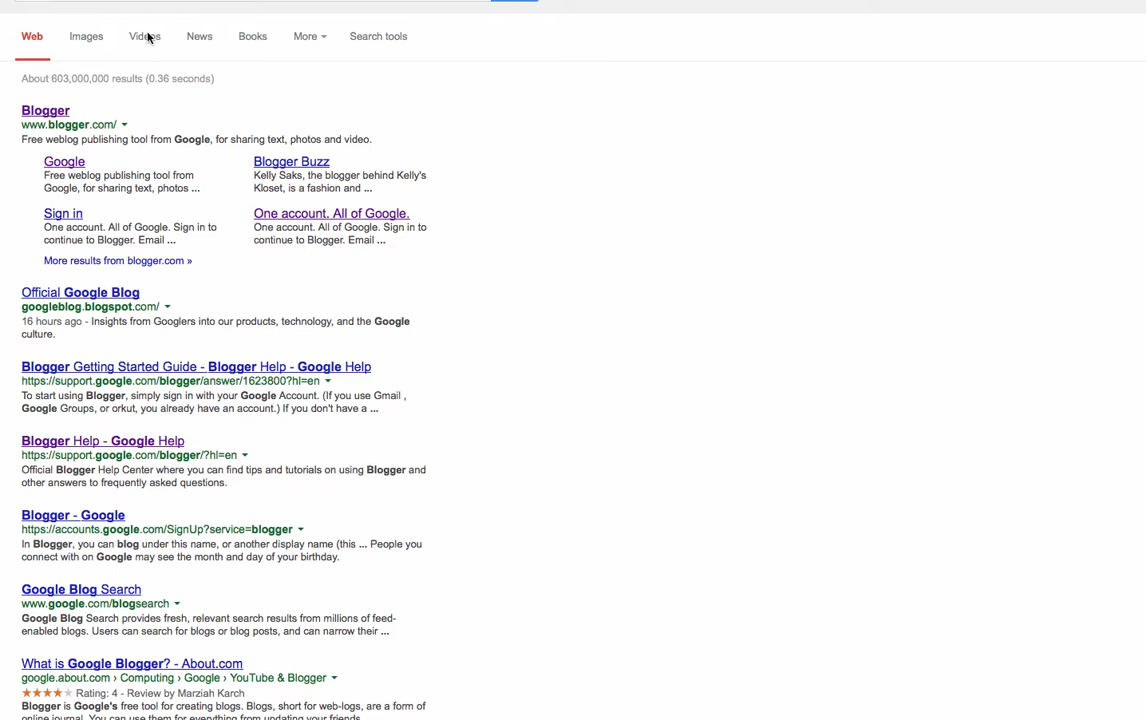 Web Images Videos News Books More Search tools
About 603,000,000 results (0.36 seconds)
Blogger
www.blogger.com/
Free weblog publishing tool from Google, for sharing text, photos and video.
Google
Free weblog publishing tool from
Google, for sharing text, photos ...
Blogger Buzz
Kelly Saks, the blogger behind Kelly's
Kloset, is a fashion and ...
Sign in
One account. All of Google. Sign in to
continue to Blogger. Email ...
One account. All of Google.
One account. All of Google. Sign in to
continue to Blogger. Email ...
More results from blogger.com »
Official Google Blog
googleblog.blogspot.com/
16 hours ago - Insights from Googlers into our products, technology, and the Google
culture.
Blogger Getting Started Guide - Blogger Help - Google Help
https://support.google.com/blogger/answer/1623800?hl=en
To start using Blogger, simply sign in with your Google Account. (If you use Gmail ,
Google Groups, or orkut, you already have an account.) If you don't have a ...
Blogger Help - Google Help
https://support.google.com/blogger/?hl=en
Official Blogger Help Center where you can find tips and tutorials on using Blogger and
other answers to frequently asked questions.
Blogger - Google
https://accounts.google.com/SignUp?service=blogger
In Blogger, you can blog under this name, or another display name (this ... People you
connect with on Google may see the month and day of your birthday.
Google Blog Search
www.google.com/blogsearch
Google Blog Search provides fresh, relevant search results from millions of feed-
enabled blogs. Users can search for blogs or blog posts, and can narrow their ...
What is Google Blogger? - About.com
google.about.com › Computing › Google › YouTube & Blogger
Rating: 4 - Review by Marziah Karch
Blogger is Google's free tool for creating blogs. Blogs, short for web-logs, are a form of
online journal. You can use them for everything from updating your friends